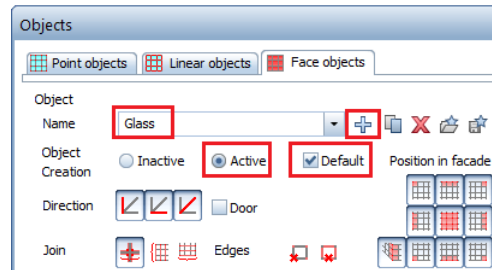 Objects
Point objects Linear objects Face objects
Object
Name Glass
Object Creation Inactive Active Default Position in facade
Direction Door
Join Edges